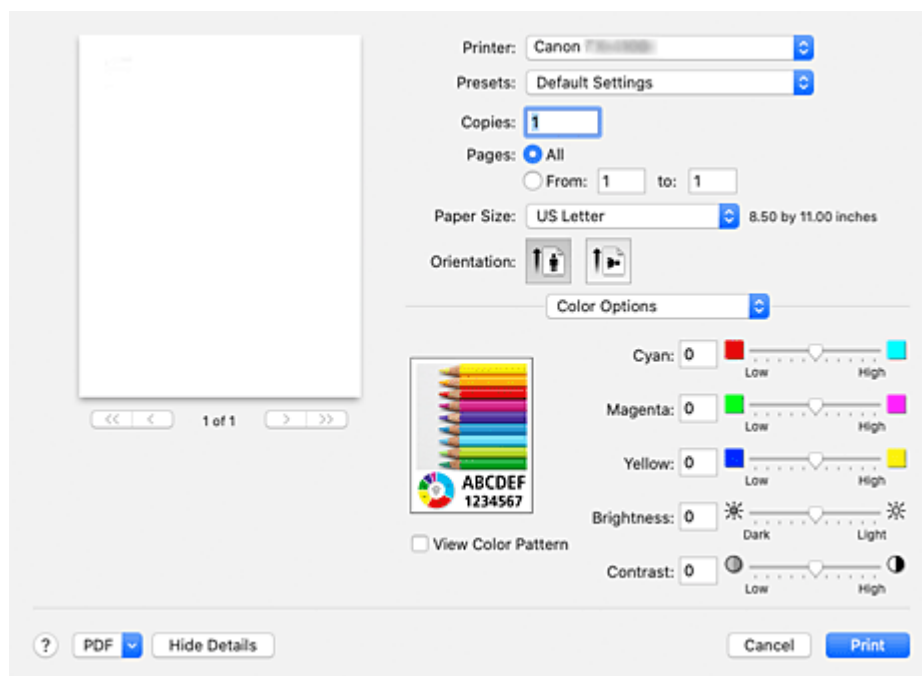 Printer: Canon
Presets: Default Settings
Copies: 1
Pages: All
From: 1 to: 1
Paper Size: US Letter 8.50 by 11.00 inches
Orientation:
Color Options
Cyan: 0
Low High
Magenta: 0
Low High
Yellow: 0
Low High
Brightness: 0
Dark Light
Contrast: 0
Low High
ABCDEF
1234567
View Color Pattern
<< < 1 of 1 > >>
? PDF Hide Details Cancel Print